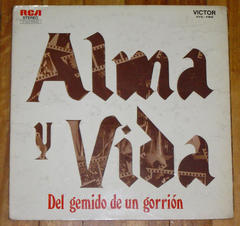 RCA
VICTOR
STEREO
Alma
y
Vida
Del gemido de un gorrión